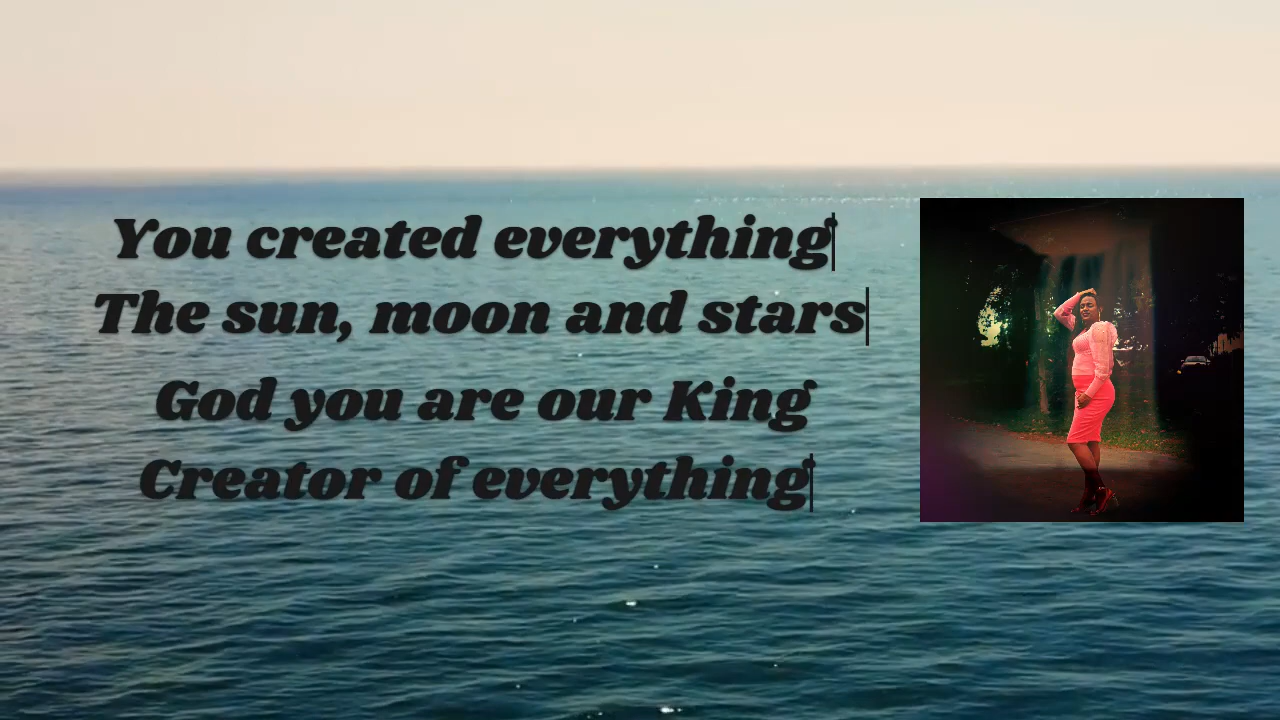 You created everything
The sun, moon and stars
God you are our King
Creator of everything